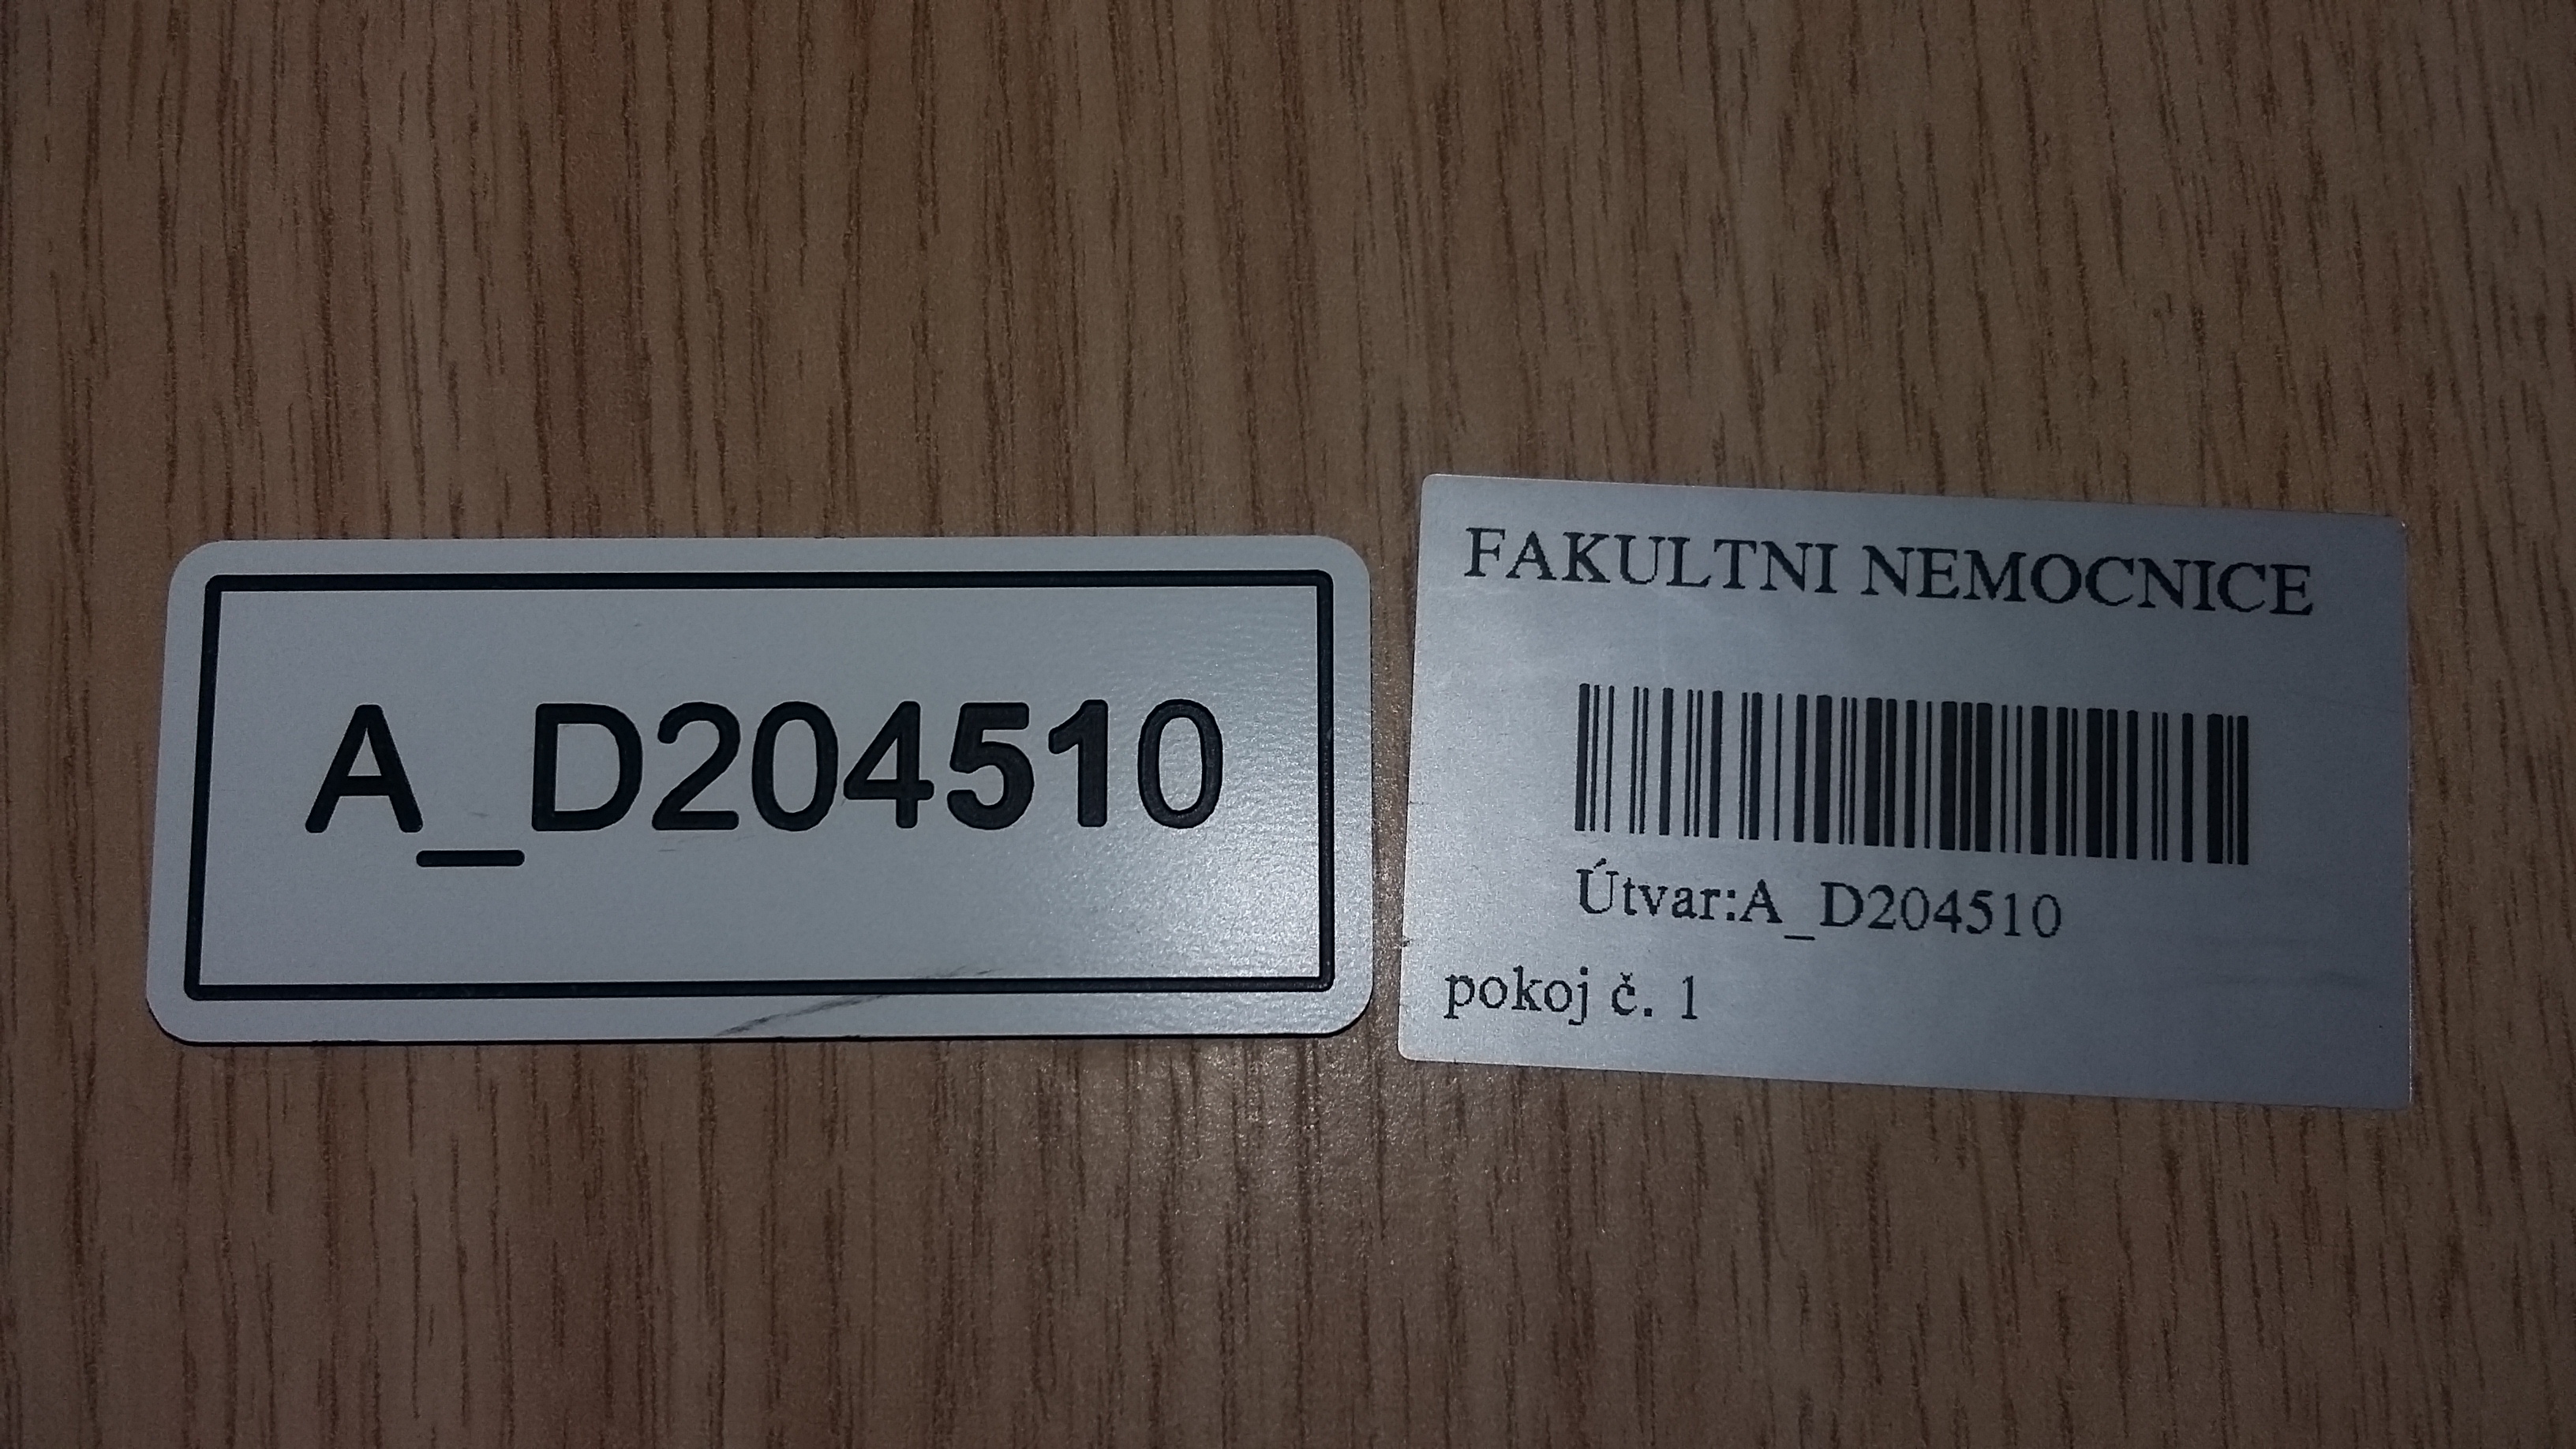 A_D204510
FAKULTNI NEMOCNICE
Útvar:A_D204510
pokoj č. 1